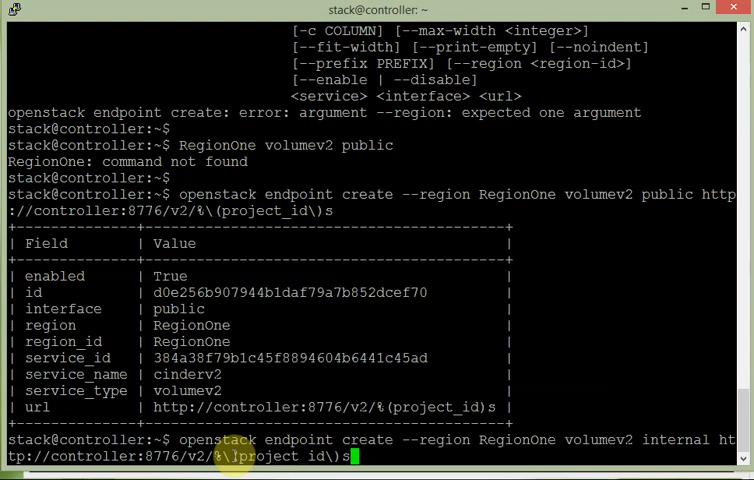 stack@controller: ~
[-c COLUMN] [--max-width <integer>]
[--fit-width] [--print-empty] [--noindent]
[--prefix PREFIX] [--region <region-id>]
[--enable | --disable]
<service> <interface> <url>
openstack endpoint create: error: argument --region: expected one argument
stack@controller:~$
stack@controller:~$ RegionOne volumev2 public
RegionOne: command not found
stack@controller:~$
stack@controller:~$ openstack endpoint create --region RegionOne volumev2 public http
://controller:8776/v2/%\(project_id\)s
+--------------+----------------------------------------+
| Field | Value |
+--------------+----------------------------------------+
| enabled | True |
| id | d0e256b907944b1daf79a7b852dcef70 |
| interface | public |
| region | RegionOne |
| region_id | RegionOne |
| service_id | 384a38f79b1c45f8894604b6441c45ad |
| service_name | cinderv2 |
| service_type | volumev2 |
| url | http://controller:8776/v2/%(project_id)s |
+--------------+----------------------------------------+
stack@controller:~$ openstack endpoint create --region RegionOne volumev2 internal ht
tp://controller:8776/v2/%\(project_id\)s